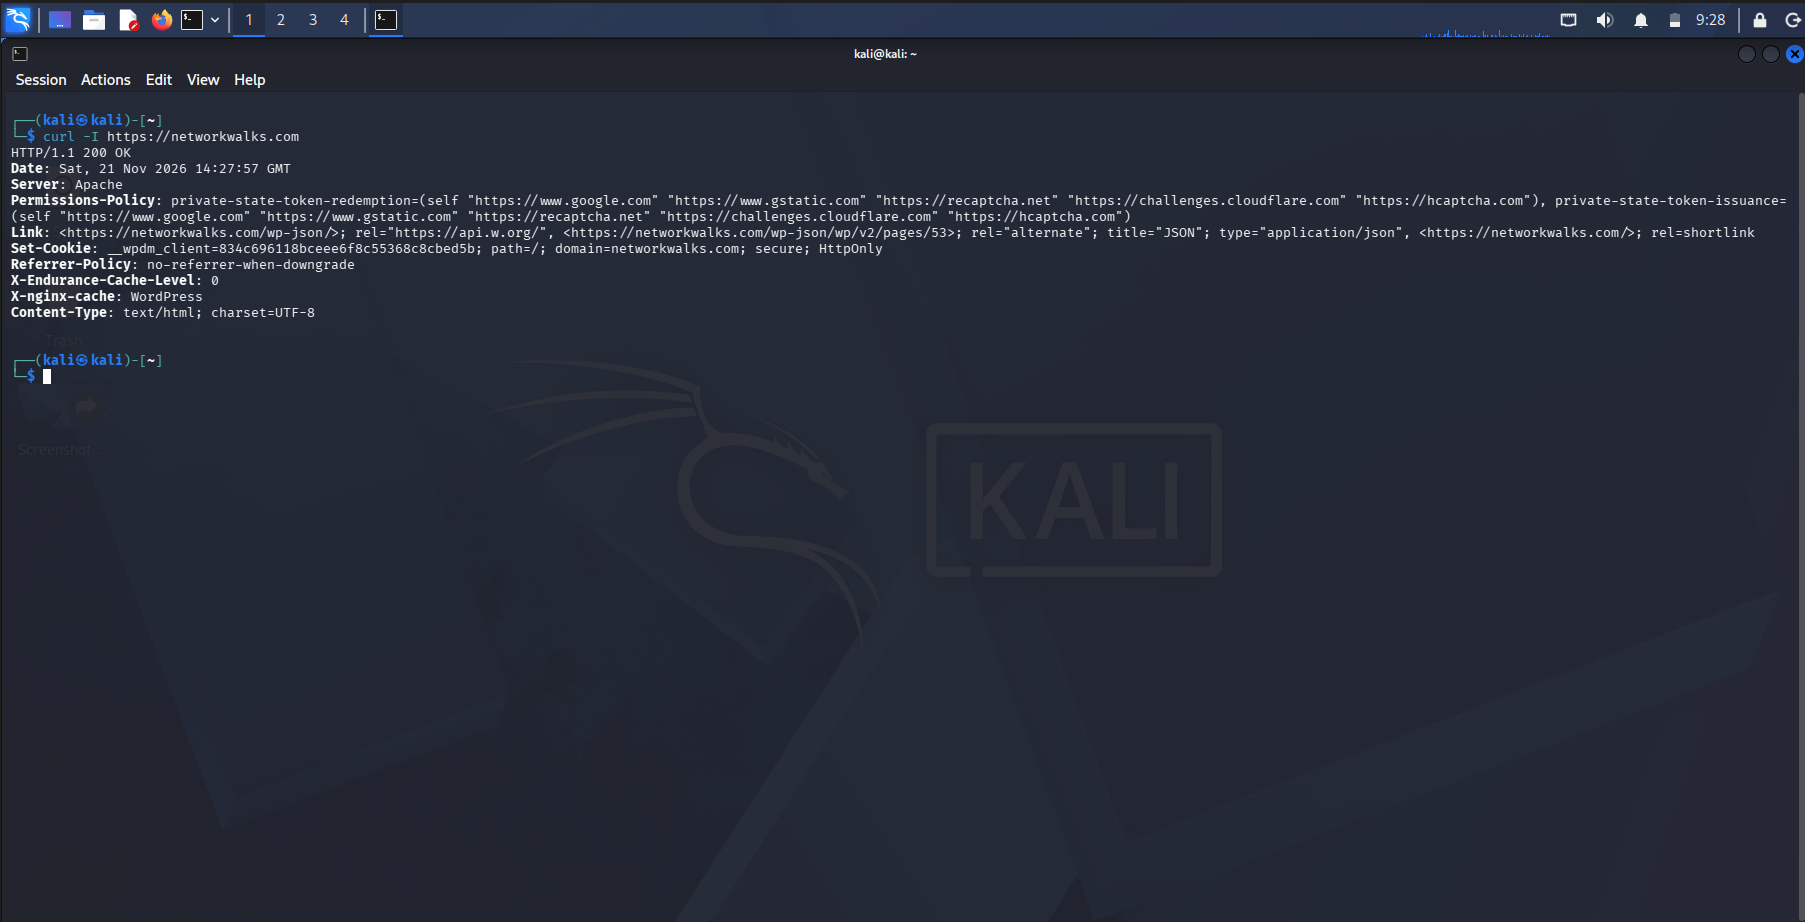 1 2 3 4 9:28
kali@kali: ~
Session Actions Edit View Help
┌──(kali㉿kali)-[~]
└─$ curl -I https://networkwalks.com
HTTP/1.1 200 OK
Date: Sat, 21 Nov 2026 14:27:57 GMT
Server: Apache
Permissions-Policy: private-state-token-redemption=(self "https://www.google.com" "https://www.gstatic.com" "https://recaptcha.net" "https://challenges.cloudflare.com" "https://hcaptcha.com"), private-state-token-issuance=
(self "https://www.google.com" "https://www.gstatic.com" "https://recaptcha.net" "https://challenges.cloudflare.com" "https://hcaptcha.com")
Link: <https://networkwalks.com/wp-json/>; rel="https://api.w.org/", <https://networkwalks.com/wp-json/wp/v2/pages/53>; rel="alternate"; title="JSON"; type="application/json", <https://networkwalks.com/>; rel=shortlink
Set-Cookie: __wpdm_client=834c696118bceee6f8c55368c8cbed5b; path=/; domain=networkwalks.com; secure; HttpOnly
Referrer-Policy: no-referrer-when-downgrade
X-Endurance-Cache-Level: 0
X-nginx-cache: WordPress
Content-Type: text/html; charset=UTF-8
Trash
┌──(kali㉿kali)-[~]
└─$
Screenshot...
KALI